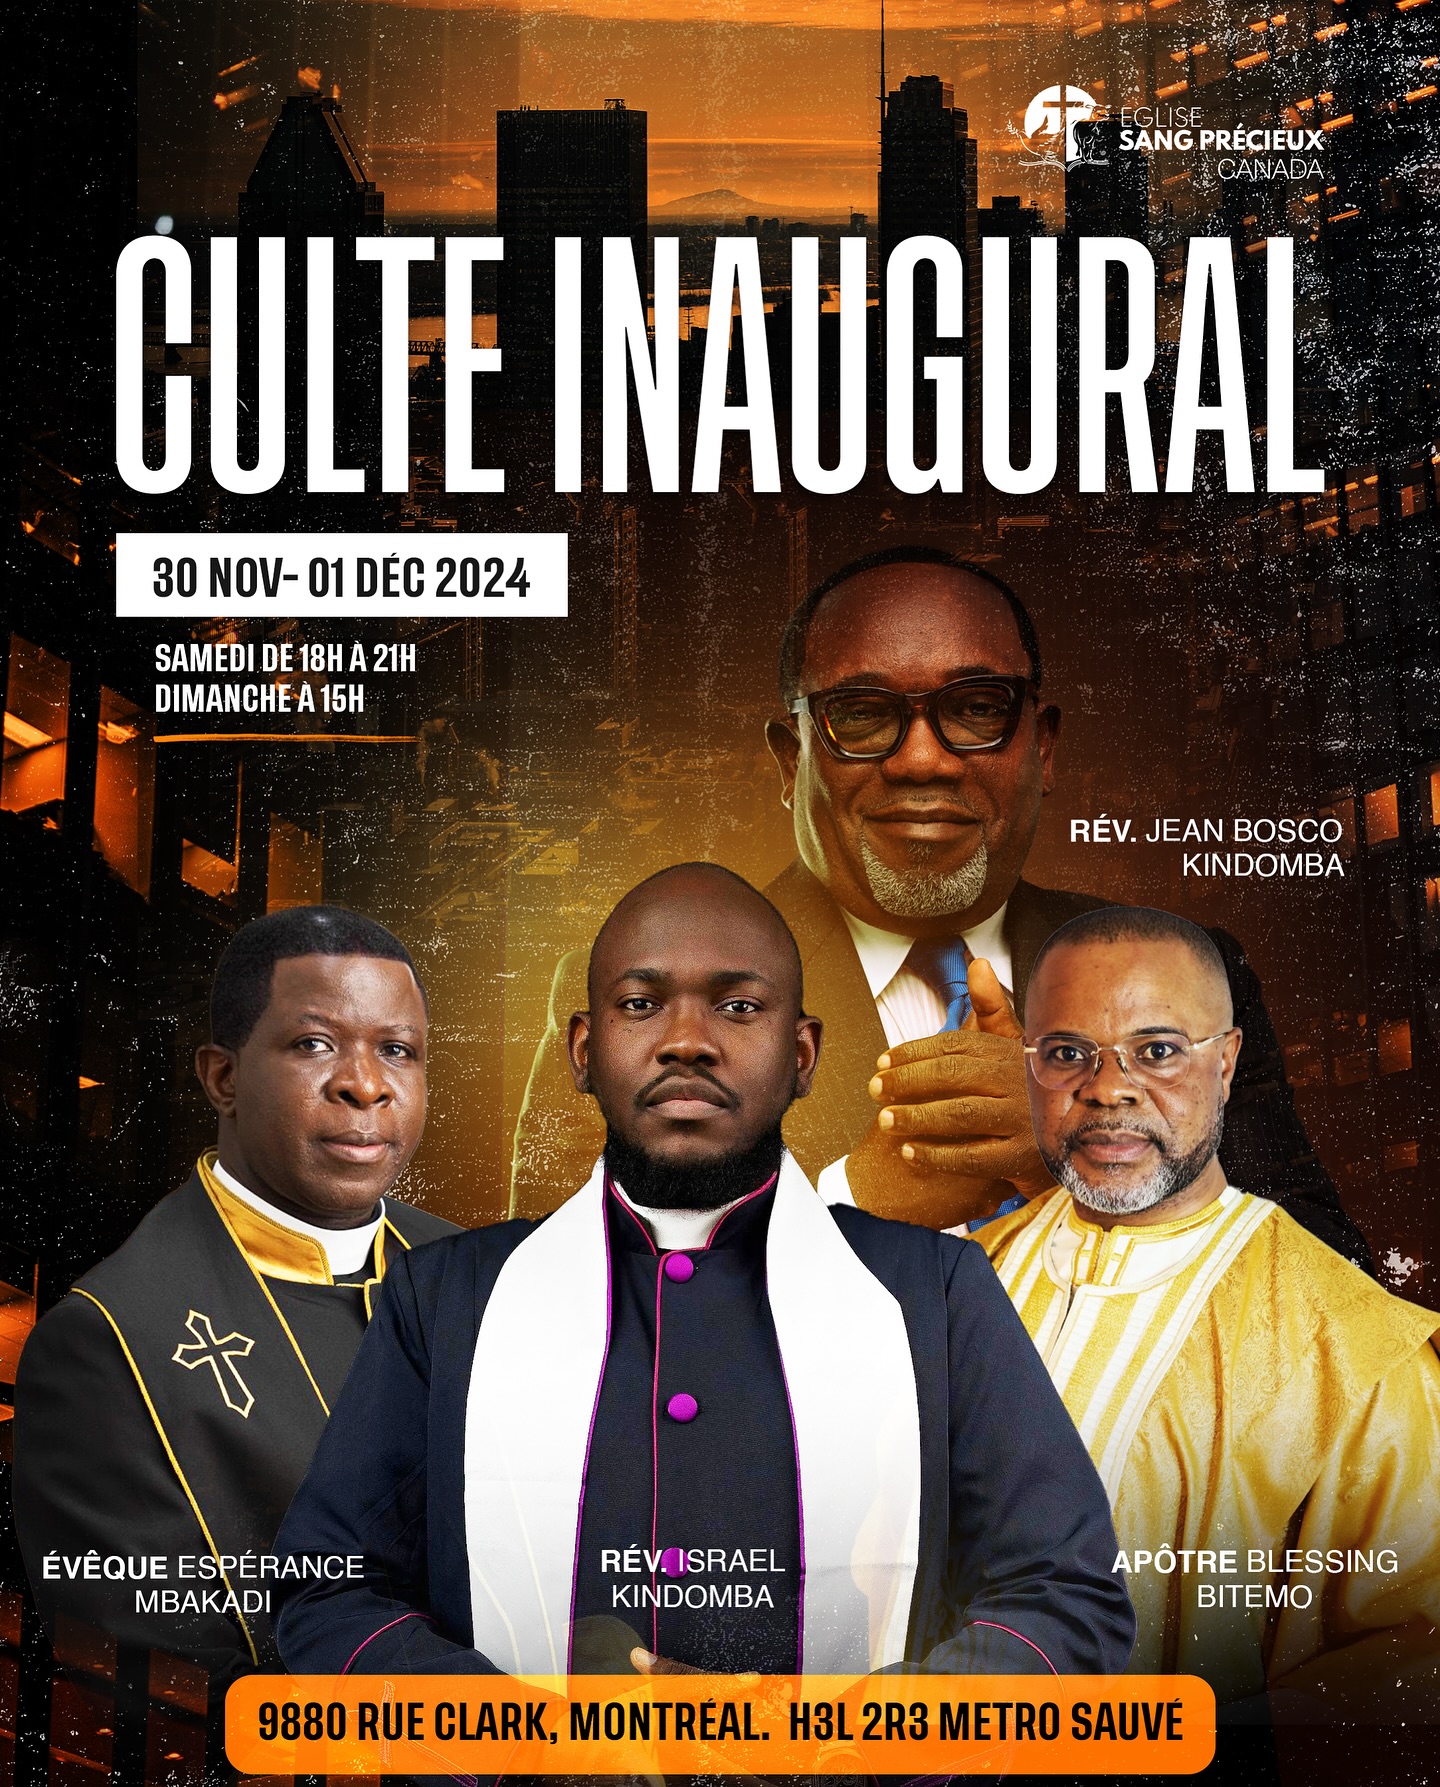 EGLISE
SANG PRÉCIEUX
CANADA
CULTE INAUGURAL
30 NOV- 01 DÉC 2024
SAMEDI DE 18H À 21H
DIMANCHE À 15H
RÉV. JEAN BOSCO
KINDOMBA
ÉVÊQUE ESPÉRANCE
MBAKADI
RÉV. ISRAEL
KINDOMBA
APÔTRE BLESSING
BITEMO
9880 RUE CLARK, MONTRÉAL. H3L 2R3 METRO SAUVÉ